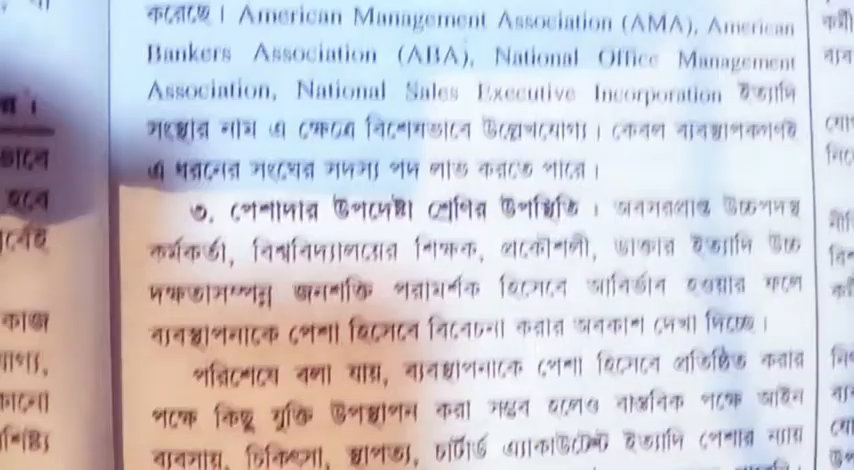 করেছে। American Management Association (AMA), American
Bankers Association (ABA), National Office Management
Association, National Sales Executive Incorporation ইত্যাদি
সংস্থার নাম এ ক্ষেত্রে বিশেষভাবে উল্লেখযোগ্য। কেবল ব্যবস্থাপকগণই
এ ধরনের সংঘের সদস্য পদ লাভ করতে পারে।
৩. পেশাদার উপদেষ্টা শ্রেণির উপস্থিতি : অবসরপ্রাপ্ত উচ্চপদস্থ
কর্মকর্তা, বিশ্ববিদ্যালয়ের শিক্ষক, প্রকৌশলী, ডাক্তার ইত্যাদি উচ্চ
দক্ষতাসম্পন্ন জনশক্তি পরামর্শক হিসেবে আবির্ভাব হওয়ার ফলে
ব্যবস্থাপনাকে পেশা হিসেবে বিবেচনা করার অবকাশ দেখা দিচ্ছে।
পরিশেষে বলা যায়, ব্যবস্থাপনাকে পেশা হিসেবে প্রতিষ্ঠিত করার
পক্ষে কিছু যুক্তি উপস্থাপন করা সম্ভব হলেও বাস্তবিক পক্ষে আইন
ব্যবসায়, চিকিৎসা, স্থাপত্য, চার্টার্ড একাউন্টেন্ট ইত্যাদি পেশার ন্যায়